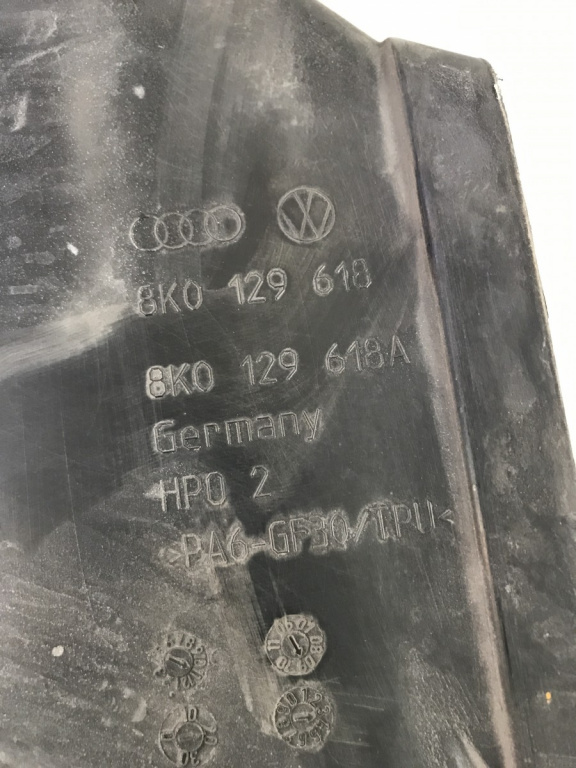 8K0 129 618
8K0 129 618A
Germany
HPO 2
>PA6-GF30/TPU<